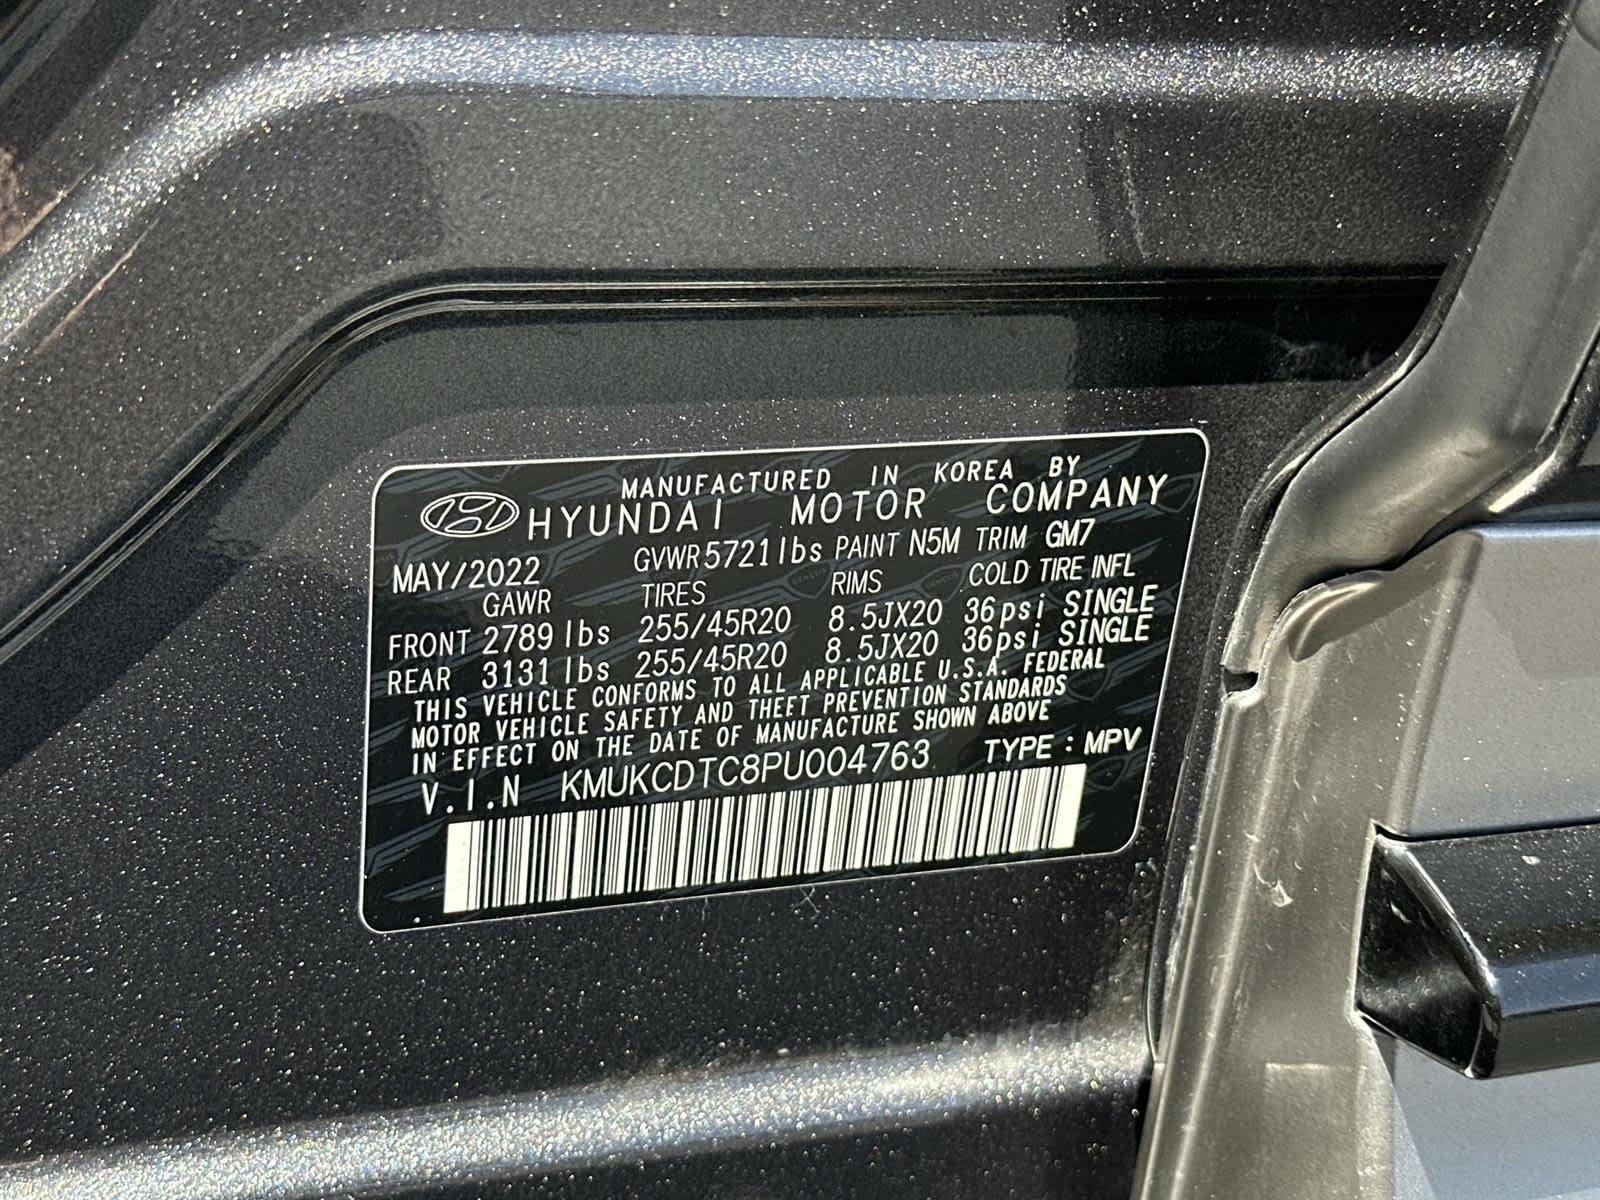 MANUFACTURED IN KOREA BY
HYUNDAI MOTOR COMPANY
MAY/2022 GVWR 5721lbs PAINT N5M TRIM GM7
GAWR TIRES RIMS COLD TIRE INFL
FRONT 2789 lbs 255/45R20 8.5JX20 36psi SINGLE
REAR 3131 lbs 255/45R20 8.5JX20 36psi SINGLE
THIS VEHICLE CONFORMS TO ALL APPLICABLE U.S.A. FEDERAL
MOTOR VEHICLE SAFETY AND THEFT PREVENTION STANDARDS
IN EFFECT ON THE DATE OF MANUFACTURE SHOWN ABOVE
V.I.N KMUKCDTC8PU004763 TYPE : MPV